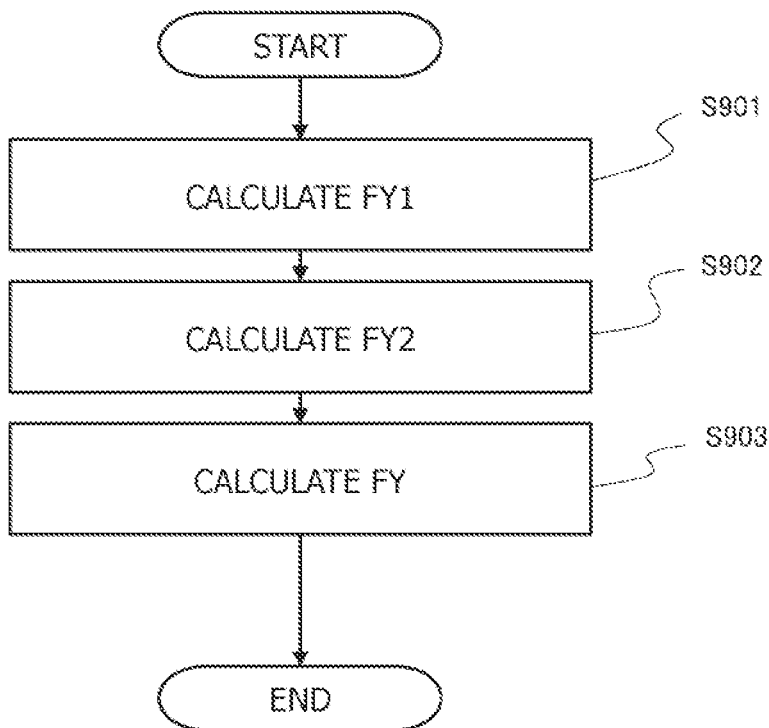 START
S901
CALCULATE FY1
S902
CALCULATE FY2
S903
CALCULATE FY
END